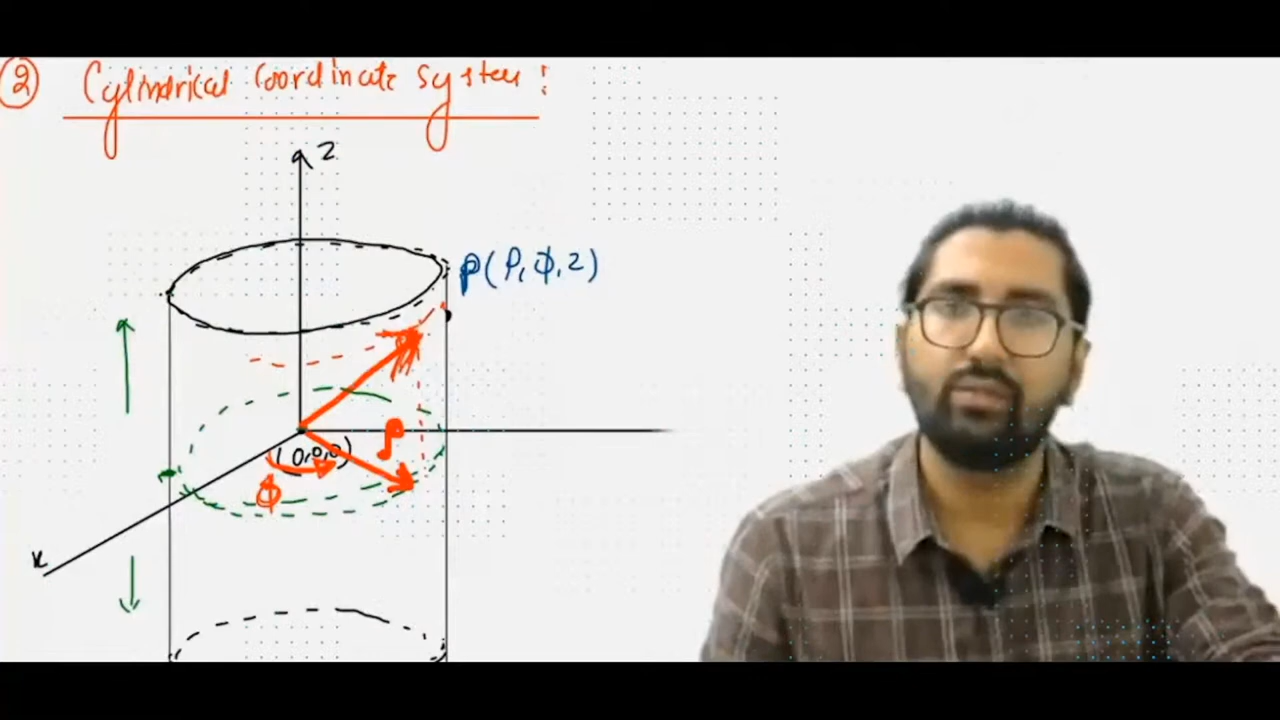 ② Cylindrical Coordinate System:
z
P(ρ, ϕ, z)
ρ
(0,0,0)
ϕ
x